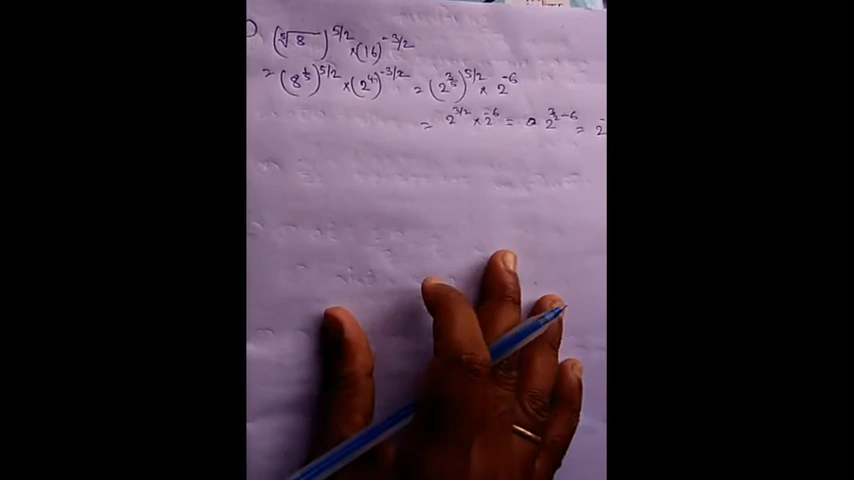 ) (⁵√8)^5/2 × (16)^-3/2
= (8^1/5)^5/2 × (2^4)^-3/2 = (2^3/5)^5/2 × 2^-6
= 2^3/2 × 2^-6 = 2^3/2-6 = 2^-